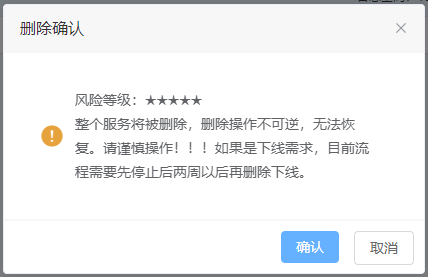 删除确认
风险等级：★★★★★
整个服务将被删除，删除操作不可逆，无法恢
复。请谨慎操作！！！如果是下线需求，目前流
程需要先停止后两周以后再删除下线。
确认
取消